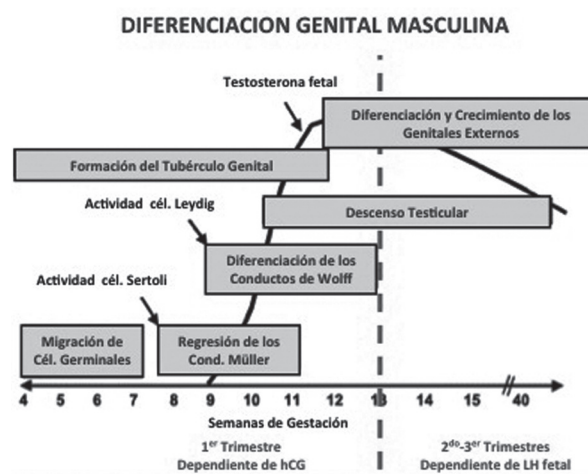 DIFERENCIACION GENITAL MASCULINA
Testosterona fetal
Diferenciación y Crecimiento de los
Genitales Externos
Formación del Tubérculo Genital
Actividad cél. Leydig
Descenso Testicular
Diferenciación de los
Conductos de Wolff
Actividad cél. Sertoli
Migración de
Cél. Germinales
Regresión de los
Cond. Müller
4 5 6 7 8 9 10 11 12 13 14 15 40
Semanas de Gestación
1er Trimestre
Dependiente de hCG
2do-3er Trimestres
Dependiente de LH fetal